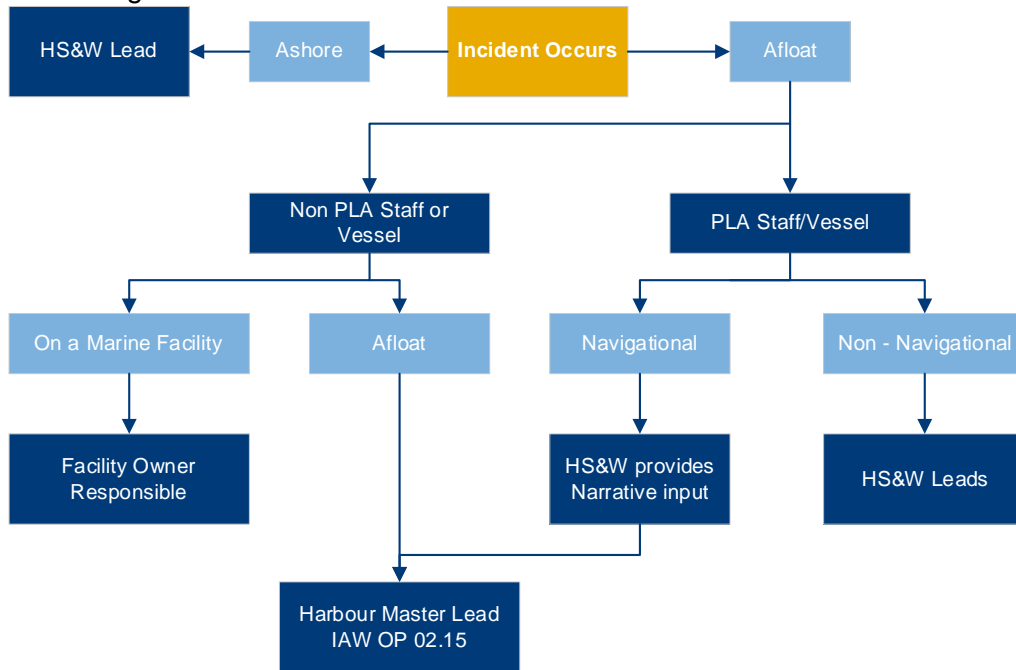 HS&W Lead
Ashore
Incident Occurs
Afloat
Non PLA Staff or
Vessel
PLA Staff/Vessel
On a Marine Facility
Afloat
Navigational
Non - Navigational
Facility Owner
Responsible
HS&W provides
Narrative input
HS&W Leads
Harbour Master Lead
IAW OP 02.15